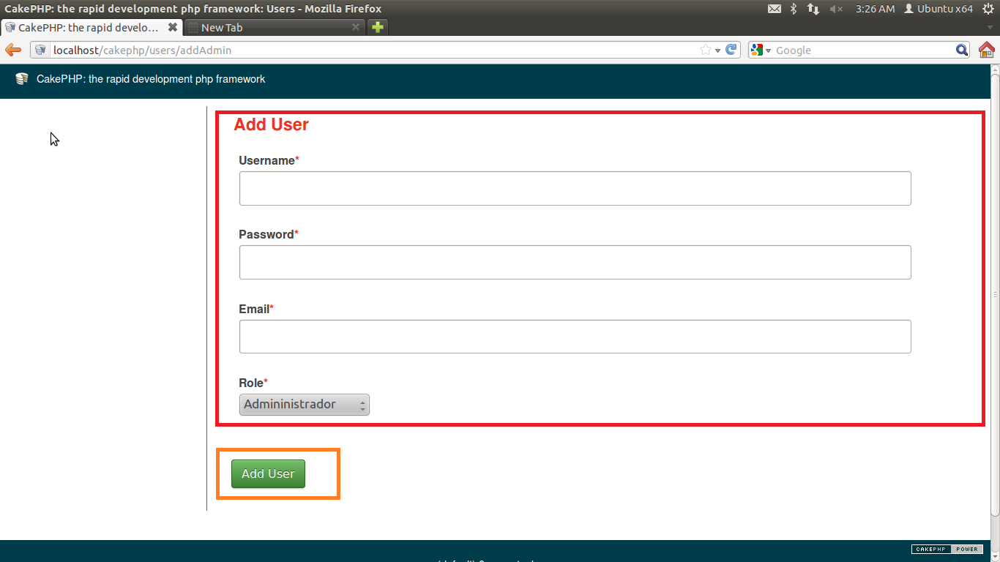 CakePHP: the rapid development php framework: Users - Mozilla Firefox
3:26 AM Ubuntu x64
CakePHP: the rapid develo... New Tab
localhost/cakephp/users/addAdmin Google
CakePHP: the rapid development php framework
Add User
Username*
Password*
Email*
Role*
Admininistrador
Add User
CAKEPHP POWER